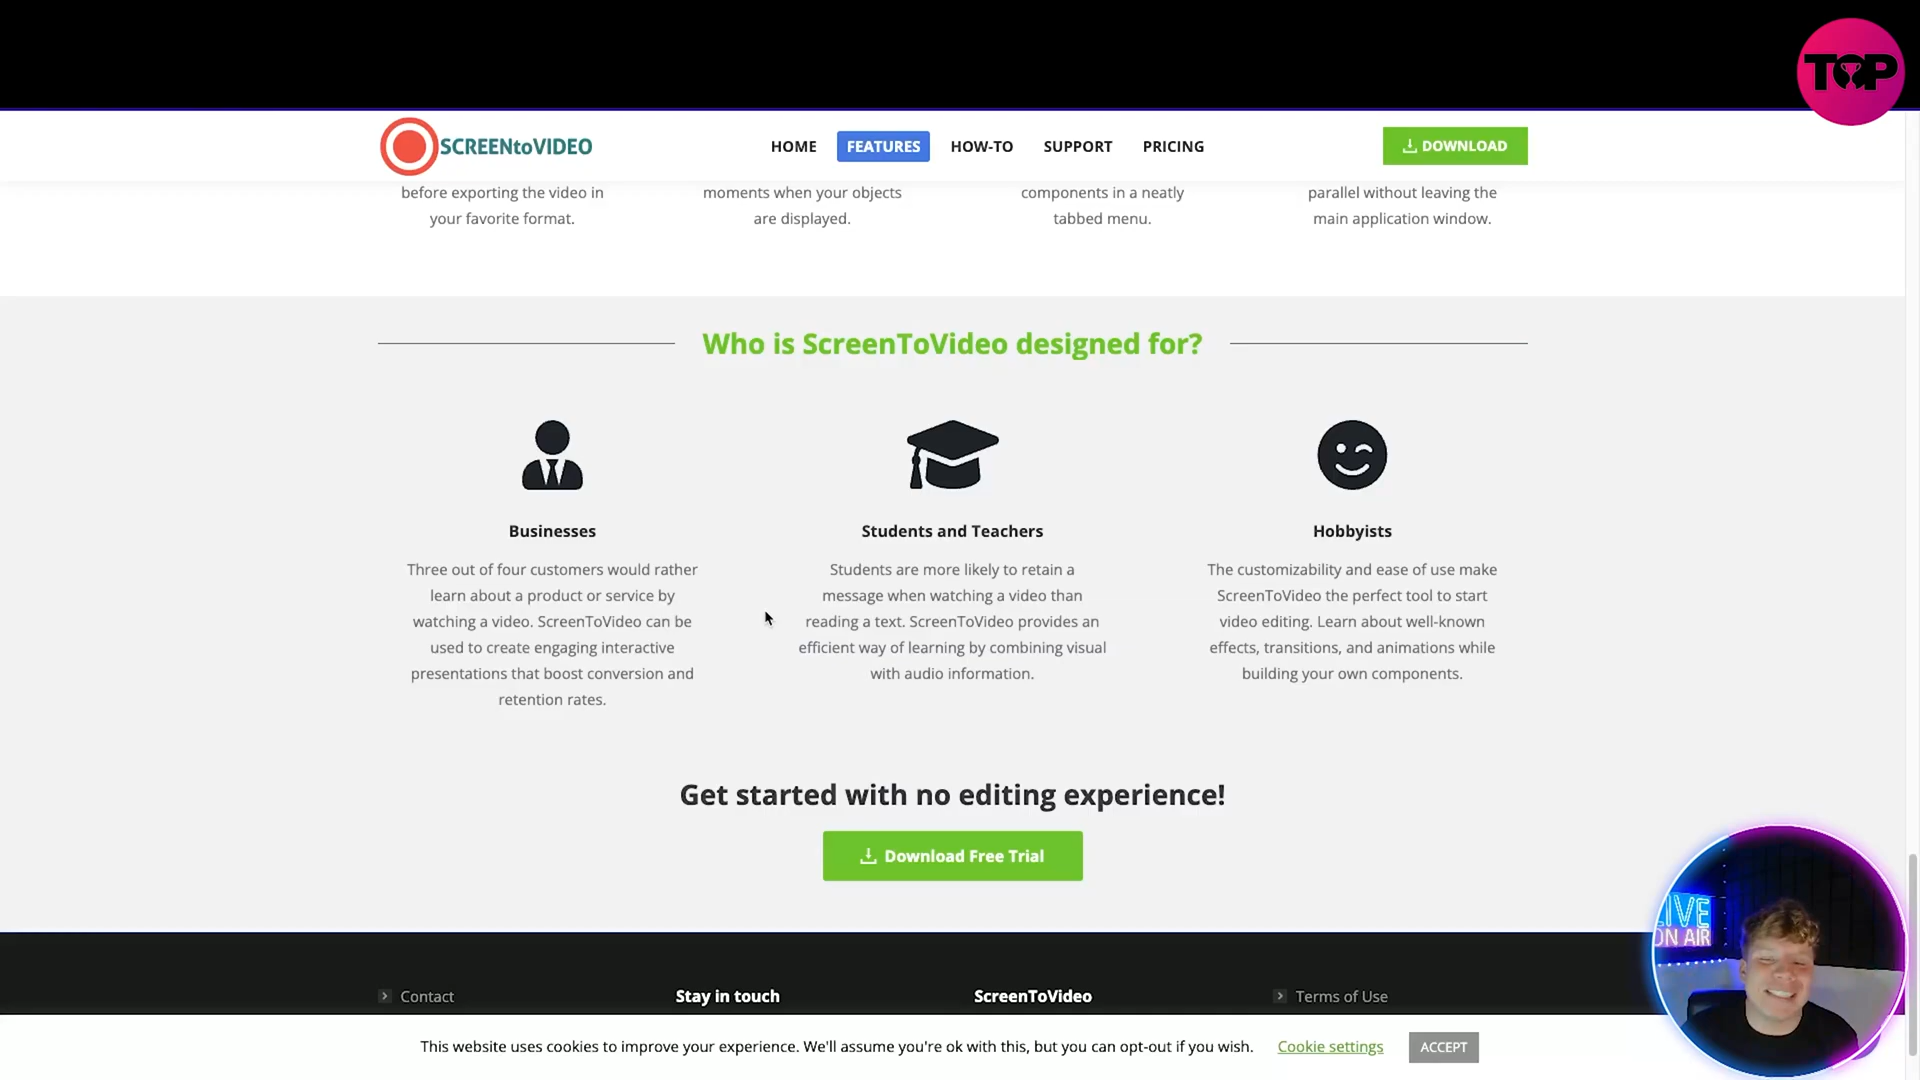 TOP
SCREENtoVIDEO
HOME
FEATURES
HOW-TO
SUPPORT
PRICING
DOWNLOAD
before exporting the video in
your favorite format.
moments when your objects
are displayed.
components in a neatly
tabbed menu.
parallel without leaving the
main application window.
Who is ScreenToVideo designed for?
Businesses
Three out of four customers would rather
learn about a product or service by
watching a video. ScreenToVideo can be
used to create engaging interactive
presentations that boost conversion and
retention rates.
Students and Teachers
Students are more likely to retain a
message when watching a video than
reading a text. ScreenToVideo provides an
efficient way of learning by combining visual
with audio information.
Hobbyists
The customizability and ease of use make
ScreenToVideo the perfect tool to start
video editing. Learn about well-known
effects, transitions, and animations while
building your own components.
Get started with no editing experience!
Download Free Trial
LIVE
ON AIR
Contact
Stay in touch
ScreenToVideo
Terms of Use
This website uses cookies to improve your experience. We'll assume you're ok with this, but you can opt-out if you wish.
Cookie settings
ACCEPT